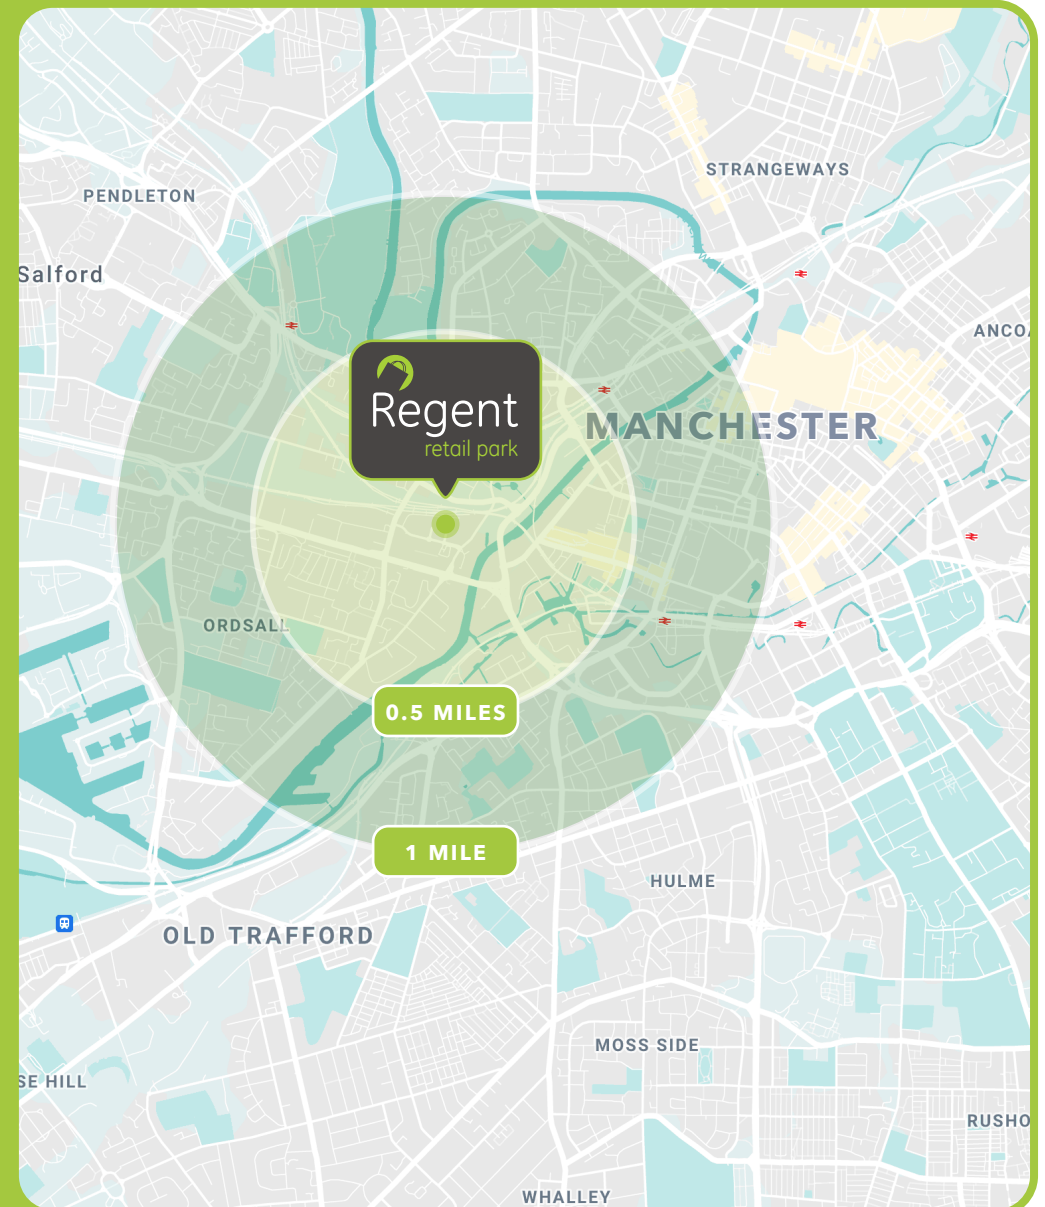 STRANGEWAYS
PENDLETON
Salford
ANCOA
Regent
retail park
MANCHESTER
ORDSALL
0.5 MILES
1 MILE
HULME
OLD TRAFFORD
MOSS SIDE
SE HILL
RUSHO
WHALLEY